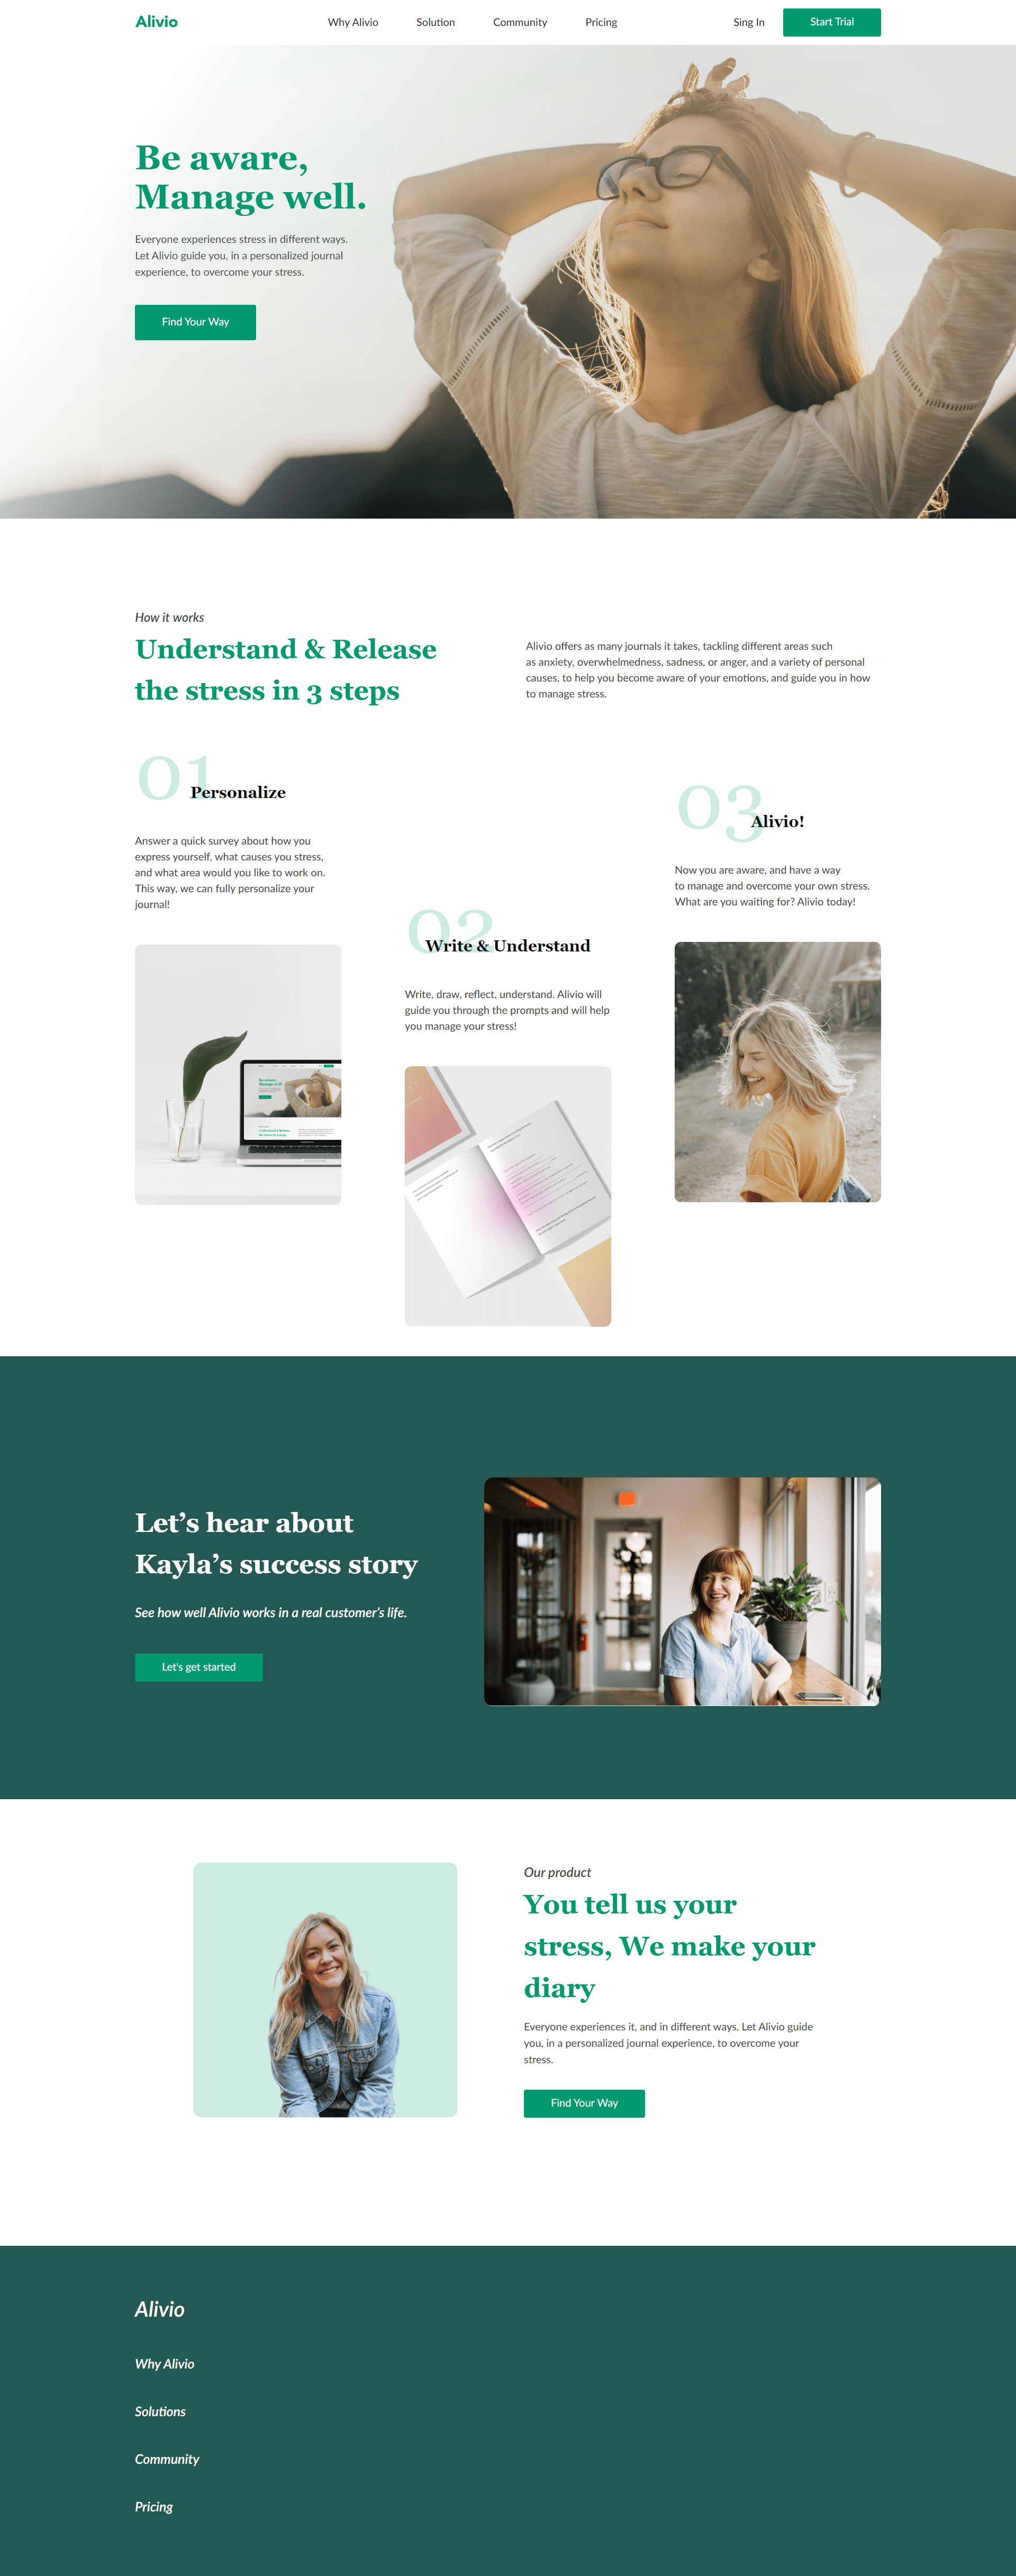 Alivio
Why Alivio
Solution
Community
Pricing
Sing In
Start Trial
Be aware,
Manage well.
Everyone experiences stress in different ways.
Let Alivio guide you, in a personalized journal
experience, to overcome your stress.
Find Your Way
How it works
Understand & Release
the stress in 3 steps
Alivio offers as many journals it takes, tackling different areas such
as anxiety, overwhelmedness, sadness, or anger, and a variety of personal
causes, to help you become aware of your emotions, and guide you in how
to manage stress.
01
Personalize
Answer a quick survey about how you
express yourself, what causes you stress,
and what area would you like to work on.
This way, we can fully personalize your
journal!
02
Write & Understand
Write, draw, reflect, understand. Alivio will
guide you through the prompts and will help
you manage your stress!
03
Alivio!
Now you are aware, and have a way
to manage and overcome your own stress.
What are you waiting for? Alivio today!
Be aware,
Manage well.
Understand & Release
the stress in 3 steps
Let’s hear about
Kayla’s success story
See how well Alivio works in a real customer’s life.
Let's get started
Our product
You tell us your
stress, We make your
diary
Everyone experiences it, and in different ways. Let Alivio guide
you, in a personalized journal experience, to overcome your
stress.
Find Your Way
Alivio
Why Alivio
Solutions
Community
Pricing